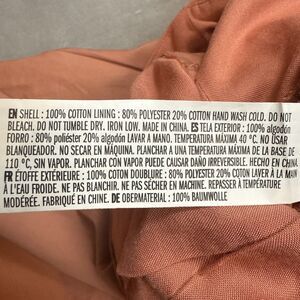 EN SHELL : 100% COTTON LINING : 80% POLYESTER 20% COTTON HAND WASH COLD. DO NOT
BLEACH. DO NOT TUMBLE DRY. IRON LOW. MADE IN CHINA. ES TELA EXTERIOR : 100% algodón
FORRO : 80% poliéster 20% algodón LAVAR A MANO. TEMPERATURA MÁXIMA 40 °C. NO USAR
BLANQUEADOR. NO SECAR EN MÁQUINA. PLANCHAR A UNA TEMPERATURA MÁXIMA DE LA BASE DE
110 °C, SIN VAPOR. PLANCHAR CON VAPOR PUEDE CAUSAR DAÑO IRREVERSIBLE. HECHO EN CHINA
FR ÉTOFFE EXTÉRIEURE : 100% COTON DOUBLURE : 80% POLYESTER 20% COTON LAVER À LA MAIN
À L'EAU FROIDE. NE PAS BLANCHIR. NE PAS SÉCHER EN MACHINE. REPASSER À TEMPÉRATURE
MODÉRÉE. FABRIQUÉ EN CHINE. DE OBERMATERIAL : 100% BAUMWOLLE